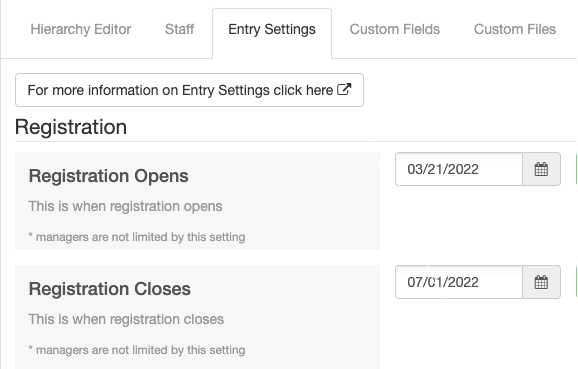 Hierarchy Editor Staff Entry Settings Custom Fields Custom Files
For more information on Entry Settings click here
Registration
Registration Opens 03/21/2022
This is when registration opens
* managers are not limited by this setting
Registration Closes 07/01/2022
This is when registration closes
* managers are not limited by this setting